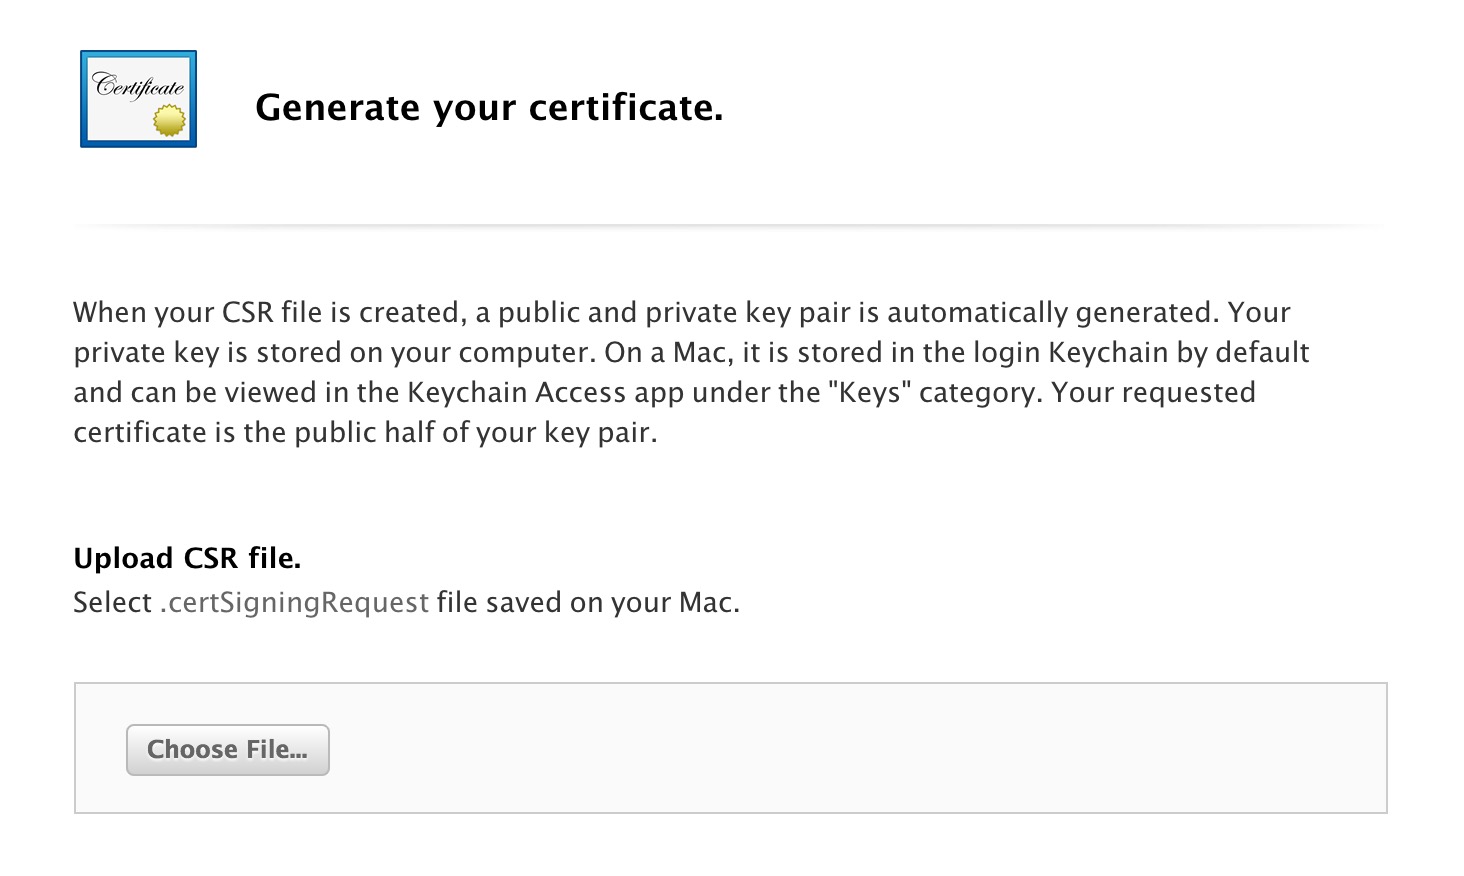 Certificate
Generate your certificate.
When your CSR file is created, a public and private key pair is automatically generated. Your
private key is stored on your computer. On a Mac, it is stored in the login Keychain by default
and can be viewed in the Keychain Access app under the "Keys" category. Your requested
certificate is the public half of your key pair.
Upload CSR file.
Select .certSigningRequest file saved on your Mac.
Choose File...